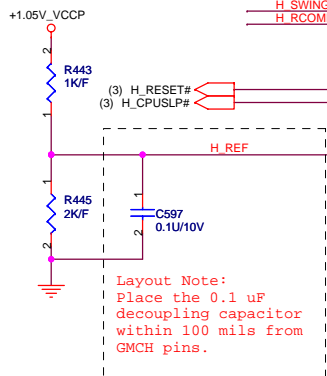 H_SWING
+1.05V_VCCP
H_RCOM
2
R443
1K/F
1
(3) H_RESET#
(3) H_CPUSLP#
H_REF
1
R445
2K/F
2
1
C597
0.1U/10V
2
Layout Note:
Place the 0.1 uF
decoupling capacitor
within 100 mils from
GMCH pins.